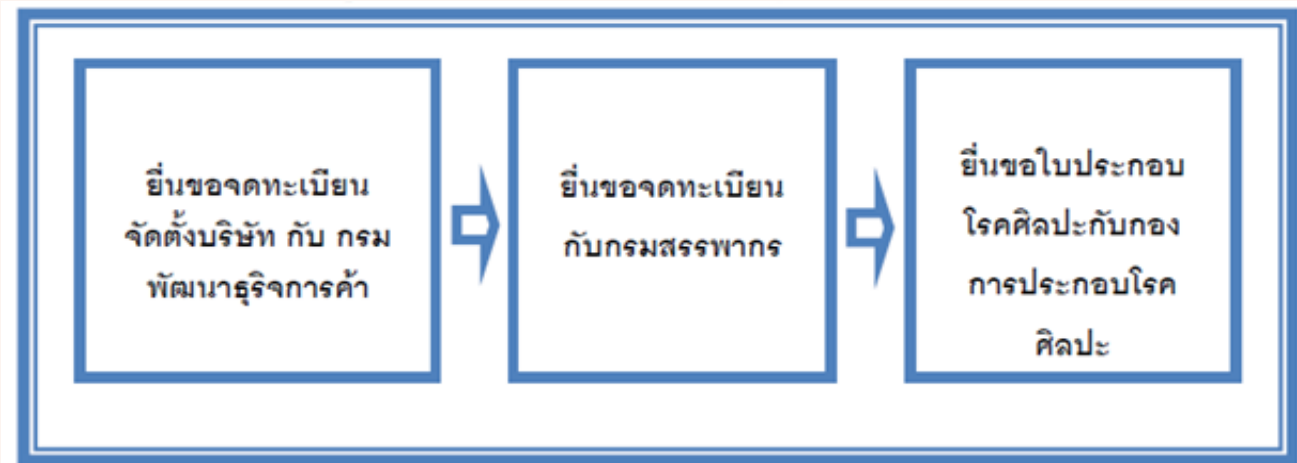 ยื่นขอจดทะเบียน
จัดตั้งบริษัท กับ กรม
พัฒนาธุริจการค้า
ยื่นขอจดทะเบียน
กับกรมสรรพากร
ยื่นขอใบประกอบ
โรคศิลปะกับกอง
การประกอบโรค
ศิลปะ